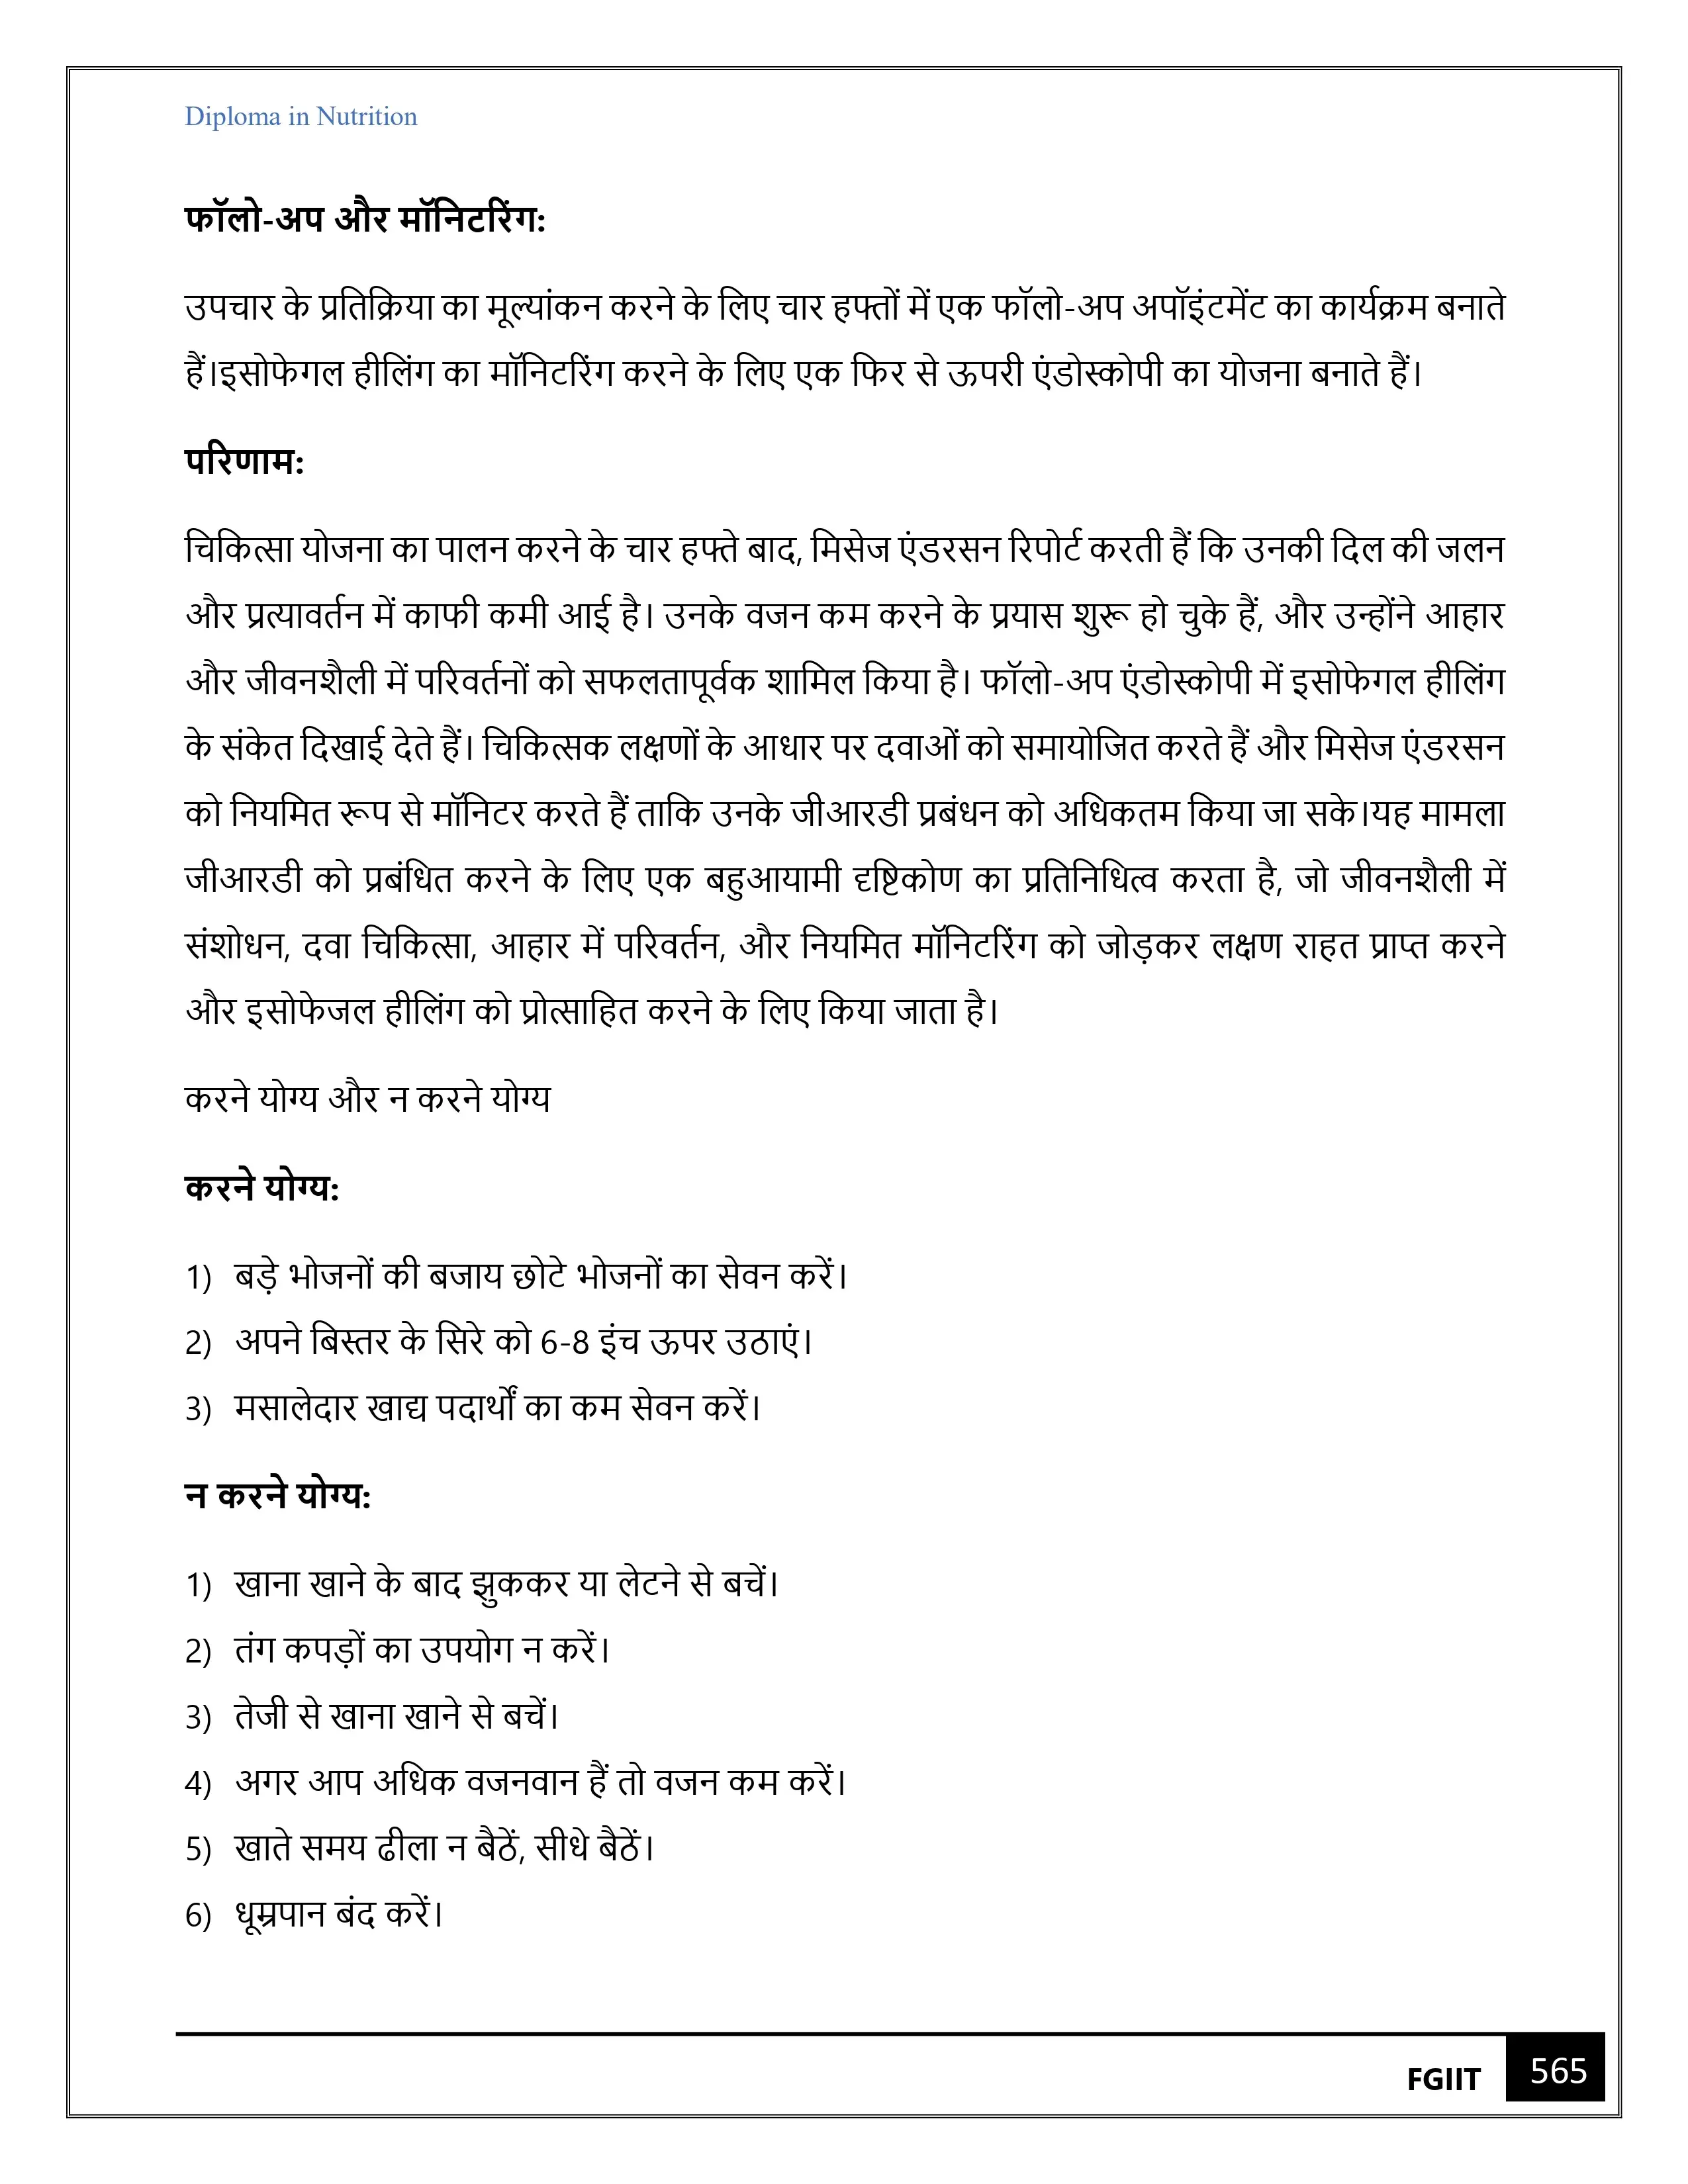 Diploma in Nutrition
फॉलो-अप और मॉनिटरिंग:
उपचार के प्रतिक्रिया का मूल्यांकन करने के लिए चार हफ्तों में एक फॉलो-अप अपॉइंटमेंट का कार्यक्रम बनाते
हैं।इसोफेगल हीलिंग का मॉनिटरिंग करने के लिए एक फिर से ऊपरी एंडोस्कोपी का योजना बनाते हैं।
परिणाम:
चिकित्सा योजना का पालन करने के चार हफ्ते बाद, मिसेज एंडरसन रिपोर्ट करती हैं कि उनकी दिल की जलन
और प्रत्यावर्तन में काफी कमी आई है। उनके वजन कम करने के प्रयास शुरू हो चुके हैं, और उन्होंने आहार
और जीवनशैली में परिवर्तनों को सफलतापूर्वक शामिल किया है। फॉलो-अप एंडोस्कोपी में इसोफेगल हीलिंग
के संकेत दिखाई देते हैं। चिकित्सक लक्षणों के आधार पर दवाओं को समायोजित करते हैं और मिसेज एंडरसन
को नियमित रूप से मॉनिटर करते हैं ताकि उनके जीआरडी प्रबंधन को अधिकतम किया जा सके।यह मामला
जीआरडी को प्रबंधित करने के लिए एक बहुआयामी दृष्टिकोण का प्रतिनिधित्व करता है, जो जीवनशैली में
संशोधन, दवा चिकित्सा, आहार में परिवर्तन, और नियमित मॉनिटरिंग को जोड़कर लक्षण राहत प्राप्त करने
और इसोफेजल हीलिंग को प्रोत्साहित करने के लिए किया जाता है।
करने योग्य और न करने योग्य
करने योग्य:
1) बड़े भोजनों की बजाय छोटे भोजनों का सेवन करें।
2) अपने बिस्तर के सिरे को 6-8 इंच ऊपर उठाएं।
3) मसालेदार खाद्य पदार्थों का कम सेवन करें।
न करने योग्य:
1) खाना खाने के बाद झुककर या लेटने से बचें।
2) तंग कपड़ों का उपयोग न करें।
3) तेजी से खाना खाने से बचें।
4) अगर आप अधिक वजनवान हैं तो वजन कम करें।
5) खाते समय ढीला न बैठें, सीधे बैठें।
6) धूम्रपान बंद करें।
FGIIT 565